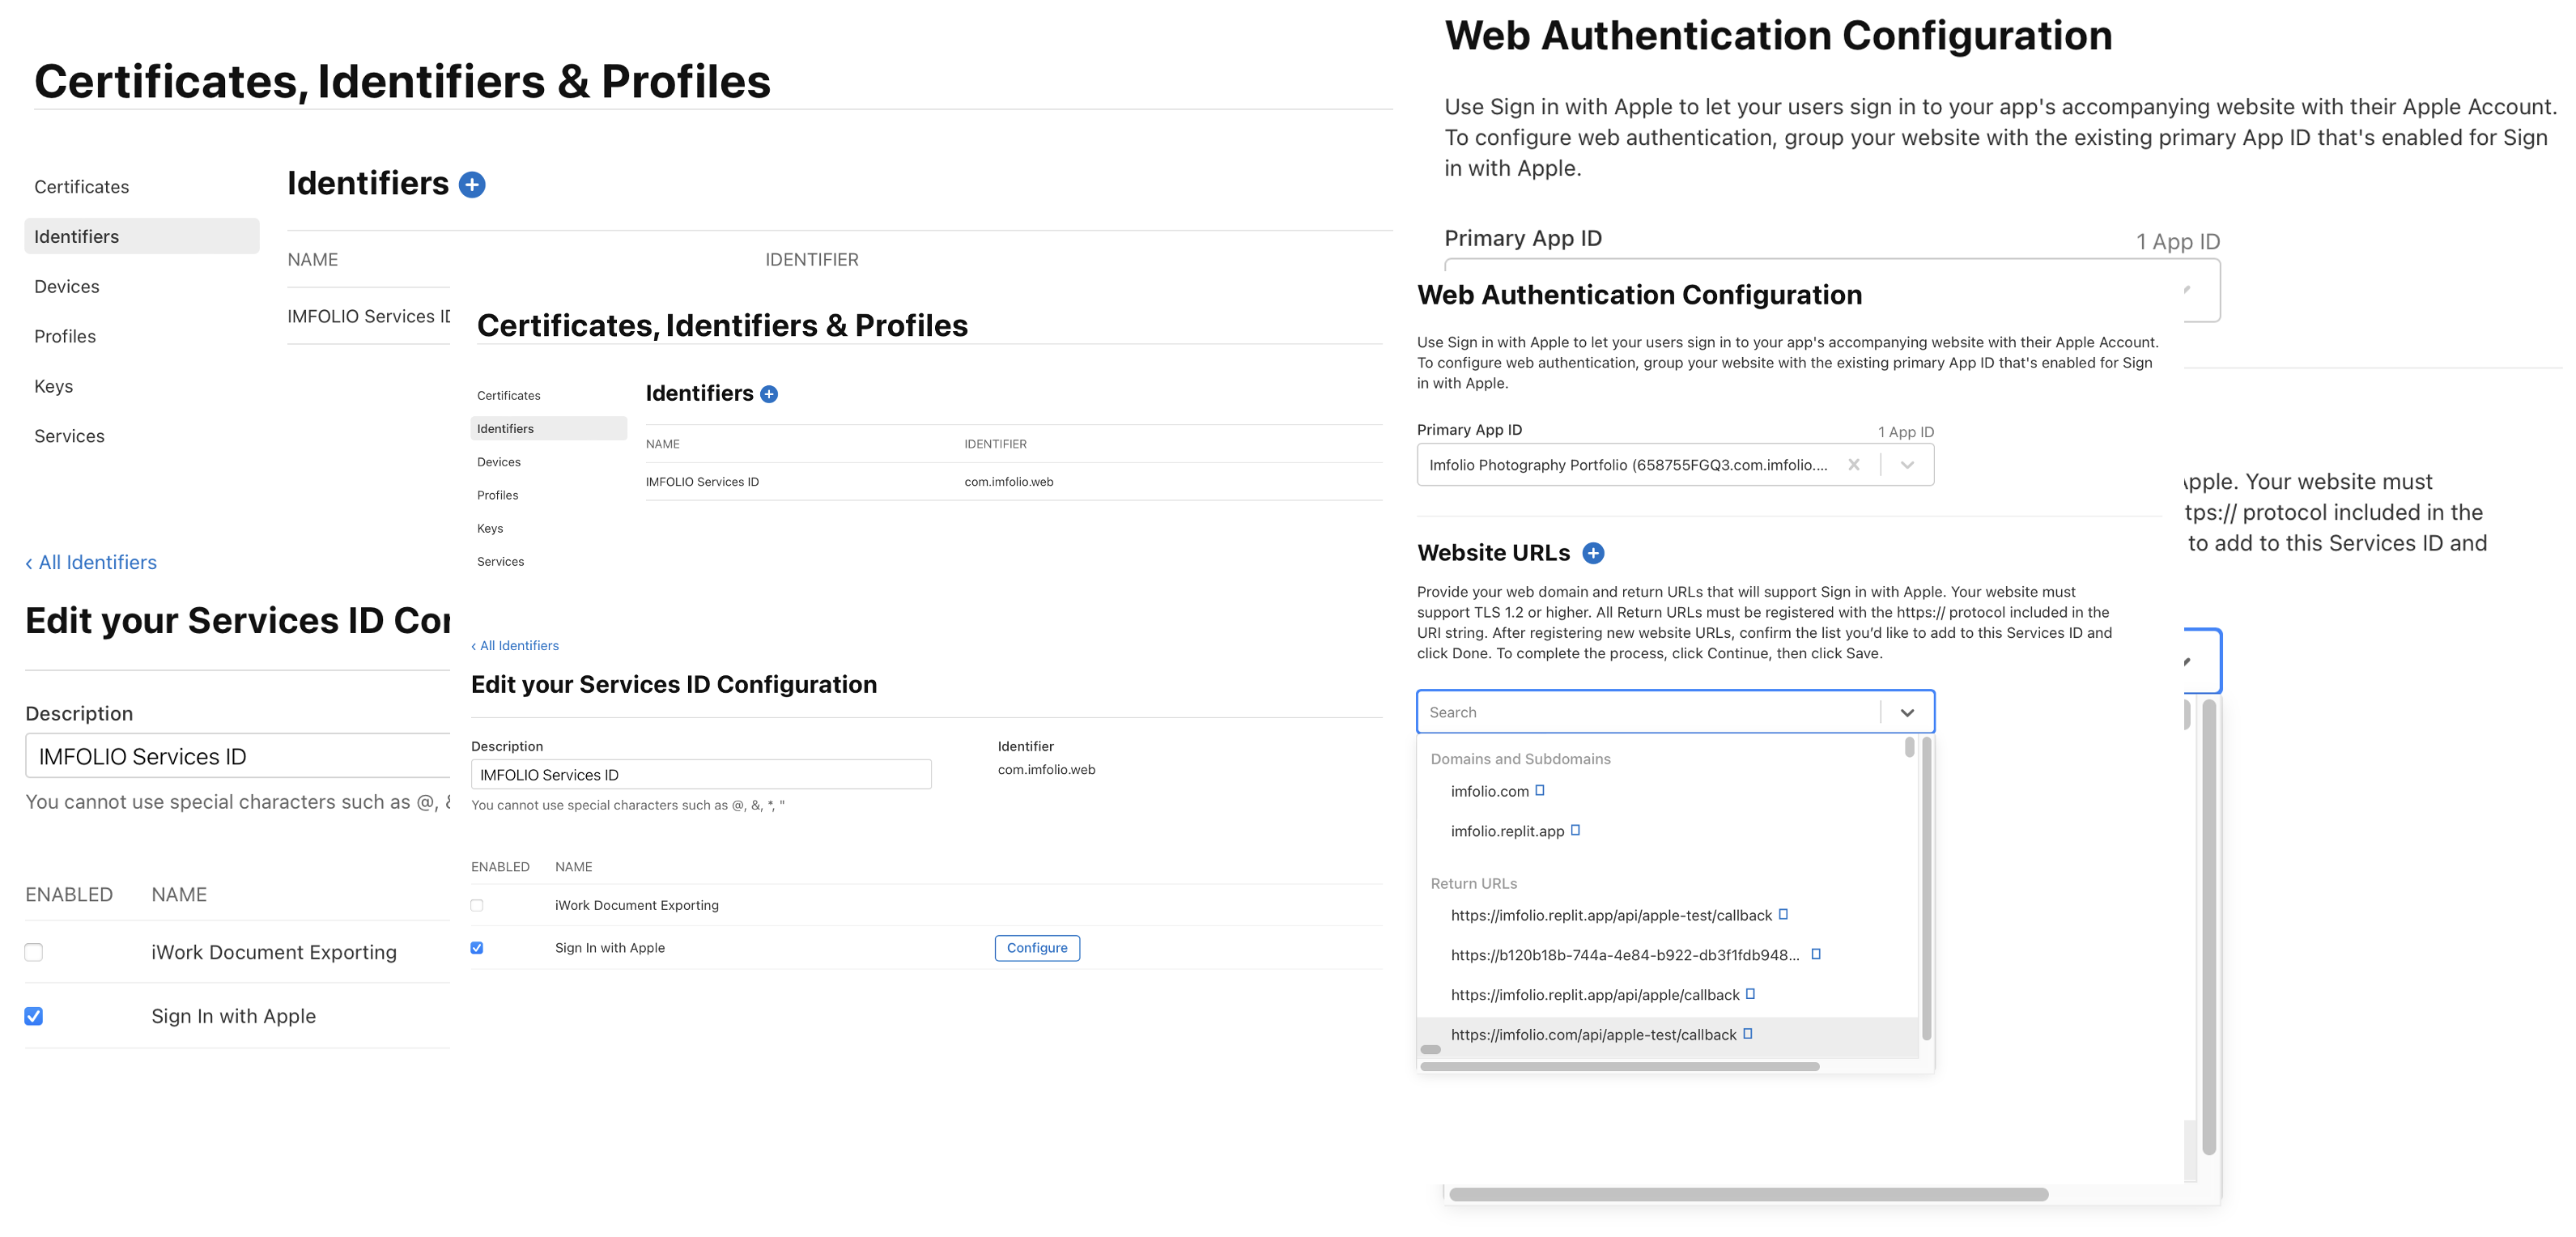 Certificates, Identifiers & Profiles
Certificates
Identifiers
Devices
Profiles
Keys
Services
Identifiers
NAME IDENTIFIER
IMFOLIO Services ID
‹ All Identifiers
Edit your Services ID
Description
IMFOLIO Services ID
You cannot use special characters such as @,
ENABLED NAME
iWork Document Exporting
Sign In with Apple
Certificates, Identifiers & Profiles
Certificates
Identifiers
Devices
Profiles
Keys
Services
Identifiers
NAME IDENTIFIER
IMFOLIO Services ID com.imfolio.web
‹ All Identifiers
Edit your Services ID Configuration
Description Identifier
IMFOLIO Services ID com.imfolio.web
You cannot use special characters such as @, &, *, "
ENABLED NAME
iWork Document Exporting
Sign In with Apple Configure
Web Authentication Configuration
Use Sign in with Apple to let your users sign in to your app's accompanying website with their Apple Account.
To configure web authentication, group your website with the existing primary App ID that's enabled for Sign
in with Apple.
Primary App ID 1 App ID
Web Authentication Configuration
Use Sign in with Apple to let your users sign in to your app's accompanying website with their Apple Account.
To configure web authentication, group your website with the existing primary App ID that's enabled for Sign
in with Apple.
Primary App ID 1 App ID
Imfolio Photography Portfolio (658755FGQ3.com.imfolio....
Website URLs
Provide your web domain and return URLs that will support Sign in with Apple. Your website must
support TLS 1.2 or higher. All Return URLs must be registered with the https:// protocol included in the
URI string. After registering new website URLs, confirm the list you’d like to add to this Services ID and
click Done. To complete the process, click Continue, then click Save.
Search
Domains and Subdomains
imfolio.com
imfolio.replit.app
Return URLs
https://imfolio.replit.app/api/apple-test/callback
https://b120b18b-744a-4e84-b922-db3f1fdb948...
https://imfolio.replit.app/api/apple/callback
https://imfolio.com/api/apple-test/callback
pple. Your website must
tps:// protocol included in the
to add to this Services ID and